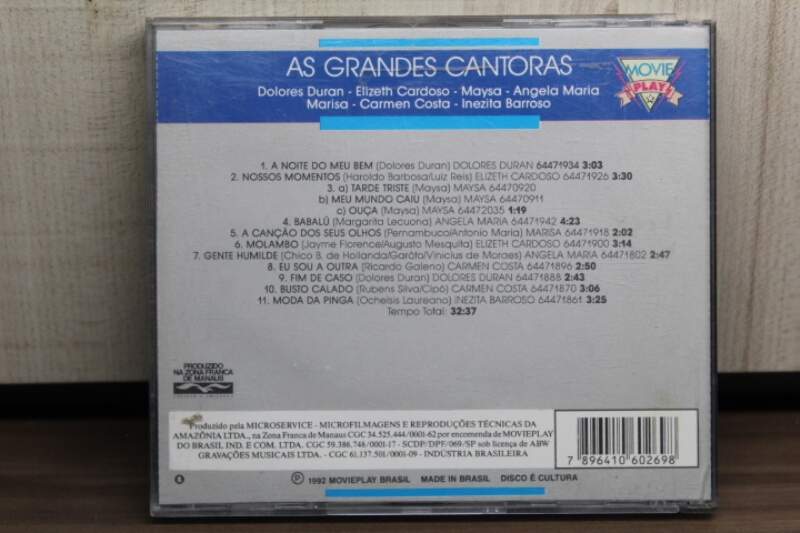 AS GRANDES CANTORAS
MOVIE
PLAY
Dolores Duran - Elizeth Cardoso - Maysa - Angela Maria
Marisa - Carmen Costa - Inezita Barroso
1. A NOITE DO MEU BEM (Dolores Duran) DOLORES DURAN 64471934 3:03
2. NOSSOS MOMENTOS (Haroldo Barbosa/Luiz Reis) ELIZETH CARDOSO 64471926 3:30
3. a) TARDE TRISTE (Maysa) MAYSA 64470920
b) MEU MUNDO CAIU (Maysa) MAYSA 64470911
c) OUÇA (Maysa) MAYSA 64472035 1:19
4. BABALÚ (Margarita Lecuona) ANGELA MARIA 64471942 4:23
5. A CANÇÃO DOS SEUS OLHOS (Pernambuco/Antonio Maria) MARISA 64471918 2:02
6. MOLAMBO (Jayme Florence/Augusto Mesquita) ELIZETH CARDOSO 64471900 3:14
7. GENTE HUMILDE (Chico B. de Hollanda/Garôto/Vinicius de Moraes) ANGELA MARIA 64471802 2:47
8. EU SOU A OUTRA (Ricardo Galeno) CARMEN COSTA 64471896 2:50
9. FIM DE CASO (Dolores Duran) DOLORES DURAN 64471888 2:43
10. BUSTO CALADO (Rubens Silva/Cipó) CARMEN COSTA 64471870 3:06
11. MODA DA PINGA (Ochelsis Laureano) INEZITA BARROSO 64471861 3:25
Tempo Total: 32:37
PRODUZIDO
NA ZONA FRANCA
DE MANAUS
Produzido pela MICROSERVICE - MICROFILMAGENS E REPRODUÇÕES TÉCNICAS DA
AMAZÔNIA LTDA., na Zona Franca de Manaus CGC 34.525.444/0001-62 por encomenda de MOVIEPLAY
DO BRASIL IND. E COM. LTDA. CGC 59.386.748/0001-17 - SCDP/DPF/069/SP sob licença de ABW
GRAVAÇÕES MUSICAIS LTDA. - CGC 61.137.501/0001-09 - INDÚSTRIA BRASILEIRA
7 896410 602698
℗ 1992 MOVIEPLAY BRASIL MADE IN BRASIL DISCO É CULTURA